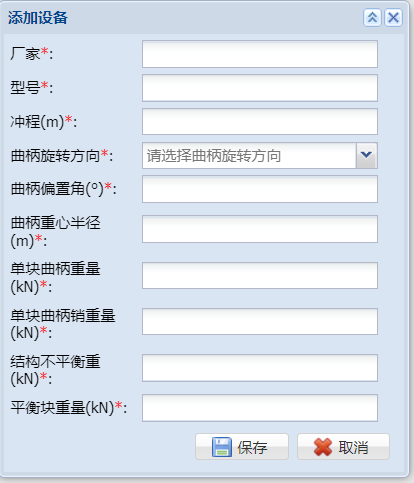 添加设备
厂家*:
型号*:
冲程(m)*:
曲柄旋转方向*: 请选择曲柄旋转方向
曲柄偏置角(º)*:
曲柄重心半径
(m)*:
单块曲柄重量
(kN)*:
单块曲柄销重量
(kN)*:
结构不平衡重
(kN)*:
平衡块重量(kN)*:
保存 取消